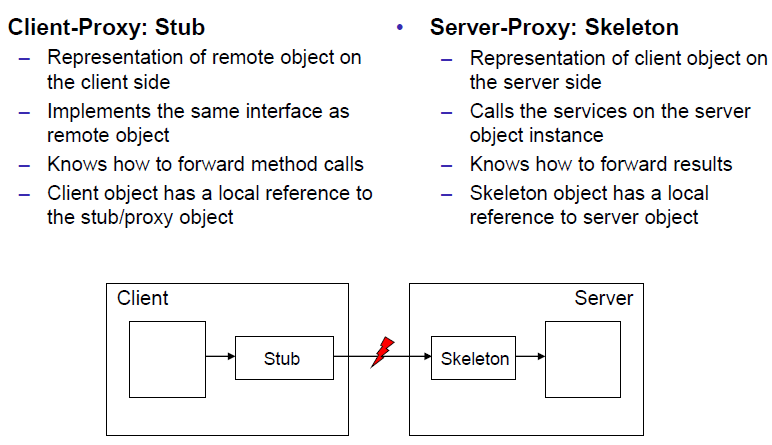 Client-Proxy: Stub
– Representation of remote object on
the client side
– Implements the same interface as
remote object
– Knows how to forward method calls
– Client object has a local reference to
the stub/proxy object
• Server-Proxy: Skeleton
– Representation of client object on
the server side
– Calls the services on the server
object instance
– Knows how to forward results
– Skeleton object has a local
reference to server object
Client
Stub
Server
Skeleton